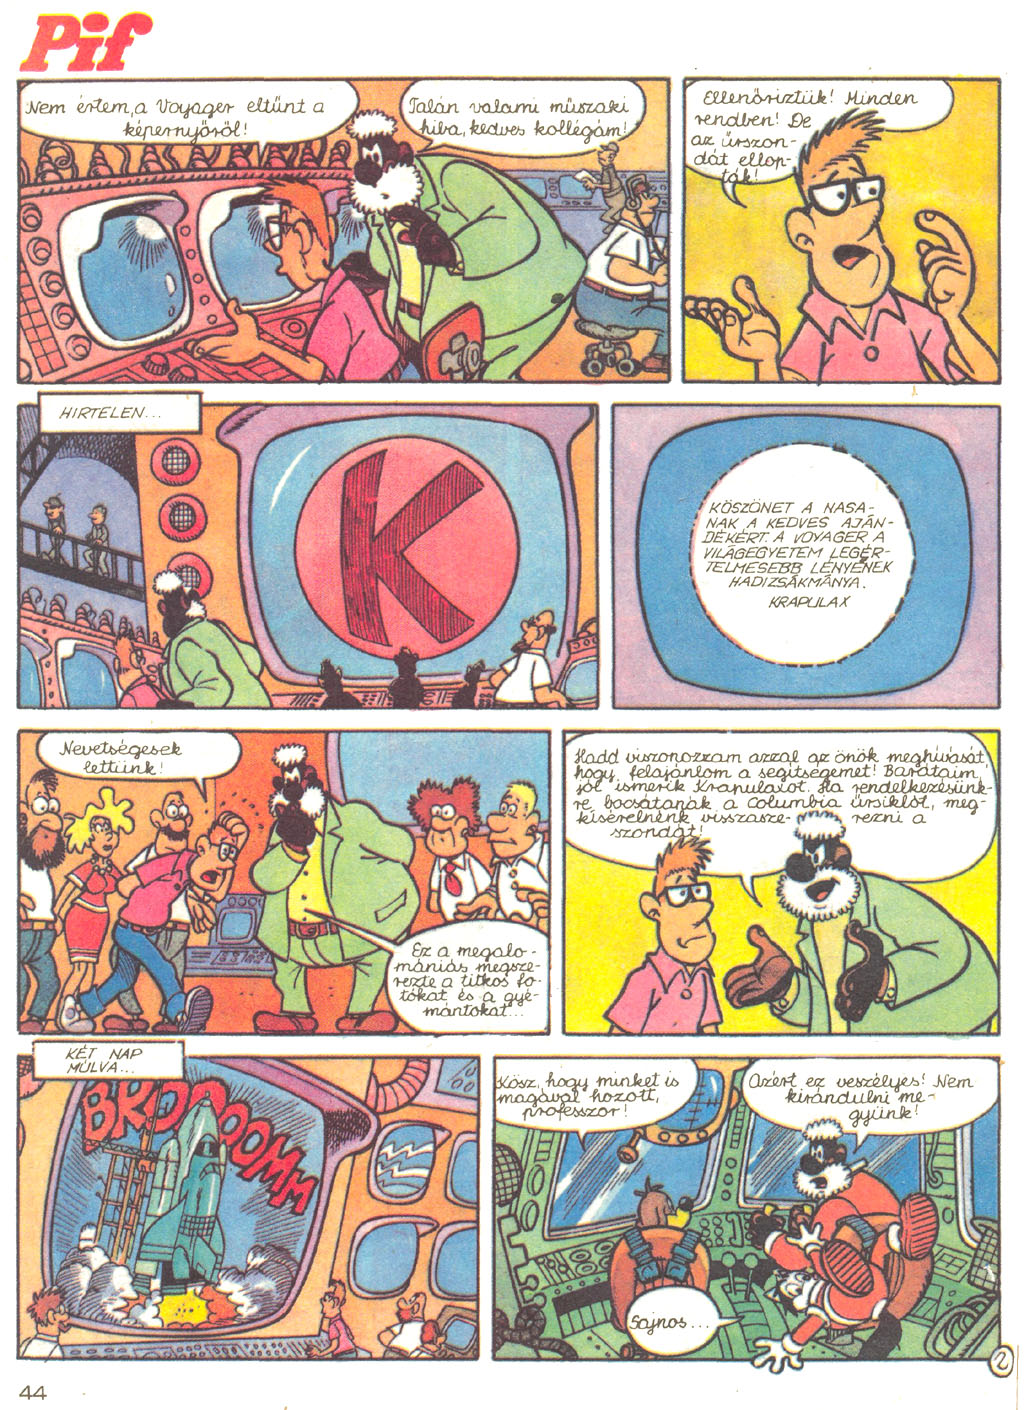 Pif
Nem értem, a Voyager eltűnt a
képernyőről!
Talán valami műszaki
hiba, kedves kollégám!
Ellenőriztük! Minden
rendben! De
az űrszon-
dát ellop-
ták!
HIRTELEN...
K
KÖSZÖNET A NASA-
NAK A KEDVES AJÁN-
DÉKÉRT. A VOYAGER A
VILÁGEGYETEM LEGÉR-
TELMESEBB LÉNYÉNEK
HADIZSÁKMÁNYA.
KRAPULAX
Nevetségesek
lettünk!
Ez a megalo-
mániás megsze-
rezte a titkos fo-
tókat és a gyé-
mántokat...
Hadd viszonozzam azzal az önök meghívását,
hogy felajánlom a segítségemet! Barátaim
jól ismerik Krapulaxot. Ha rendelkezésünk-
re bocsátanák a Columbia űrsiklót, meg-
kísérelnénk visszasze- rezni a
szondát!
KÉT NAP
MÚLVA...
BROOOOMM
Kösz, hogy minket is
magával hozott,
professzor!
Azért ez veszélyes! Nem
kirándulni me-
gyünk!
Sajnos...
2
44